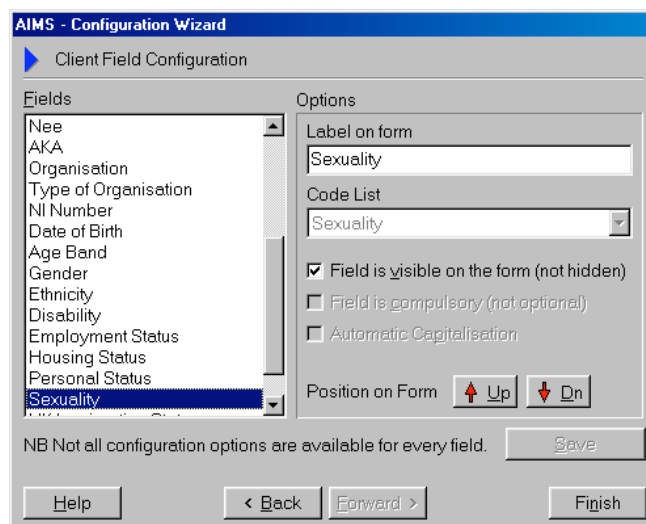 AIMS - Configuration Wizard
Client Field Configuration
Fields
Nee
AKA
Organisation
Type of Organisation
NI Number
Date of Birth
Age Band
Gender
Ethnicity
Disability
Employment Status
Housing Status
Personal Status
Sexuality
Options
Label on form
Sexuality
Code List
Sexuality
Field is visible on the form (not hidden)
Field is compulsory (not optional)
Automatic Capitalisation
Position on Form Up Dn
NB Not all configuration options are available for every field. Save
Help < Back Forward > Finish